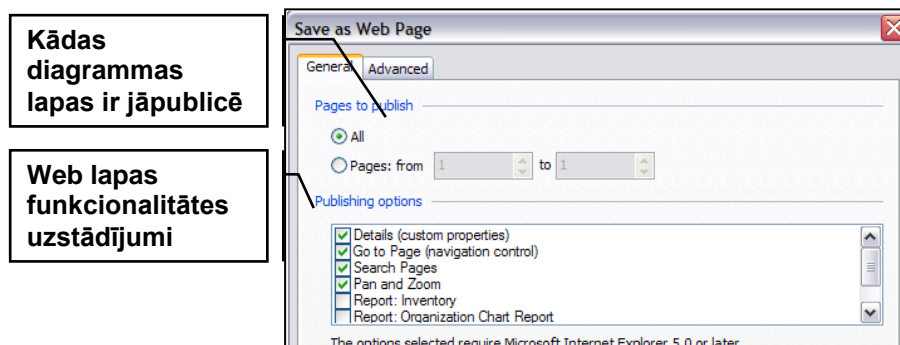 Kādas
diagrammas
lapas ir jāpublicē
Web lapas
funkcionalitātes
uzstādījumi
Save as Web Page
General Advanced
Pages to publish
All
Pages: from 1 to 1
Publishing options
Details (custom properties)
Go to Page (navigation control)
Search Pages
Pan and Zoom
Report: Inventory
Report: Organization Chart Report
The options selected require Microsoft Internet Explorer 5.0 or later